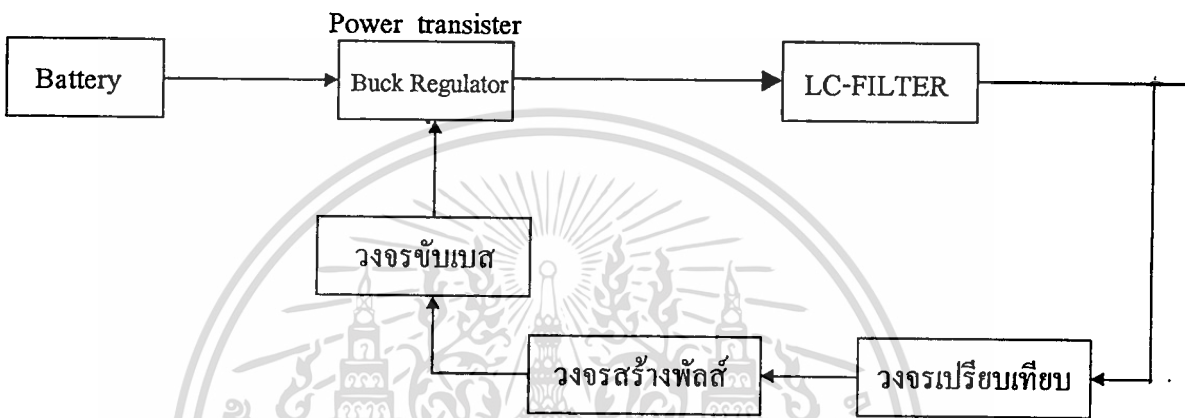 Power transister
Battery
Buck Regulator
LC-FILTER
วงจรขับเบส
วงจรสร้างพัลส์
วงจรเปรียบเทียบ